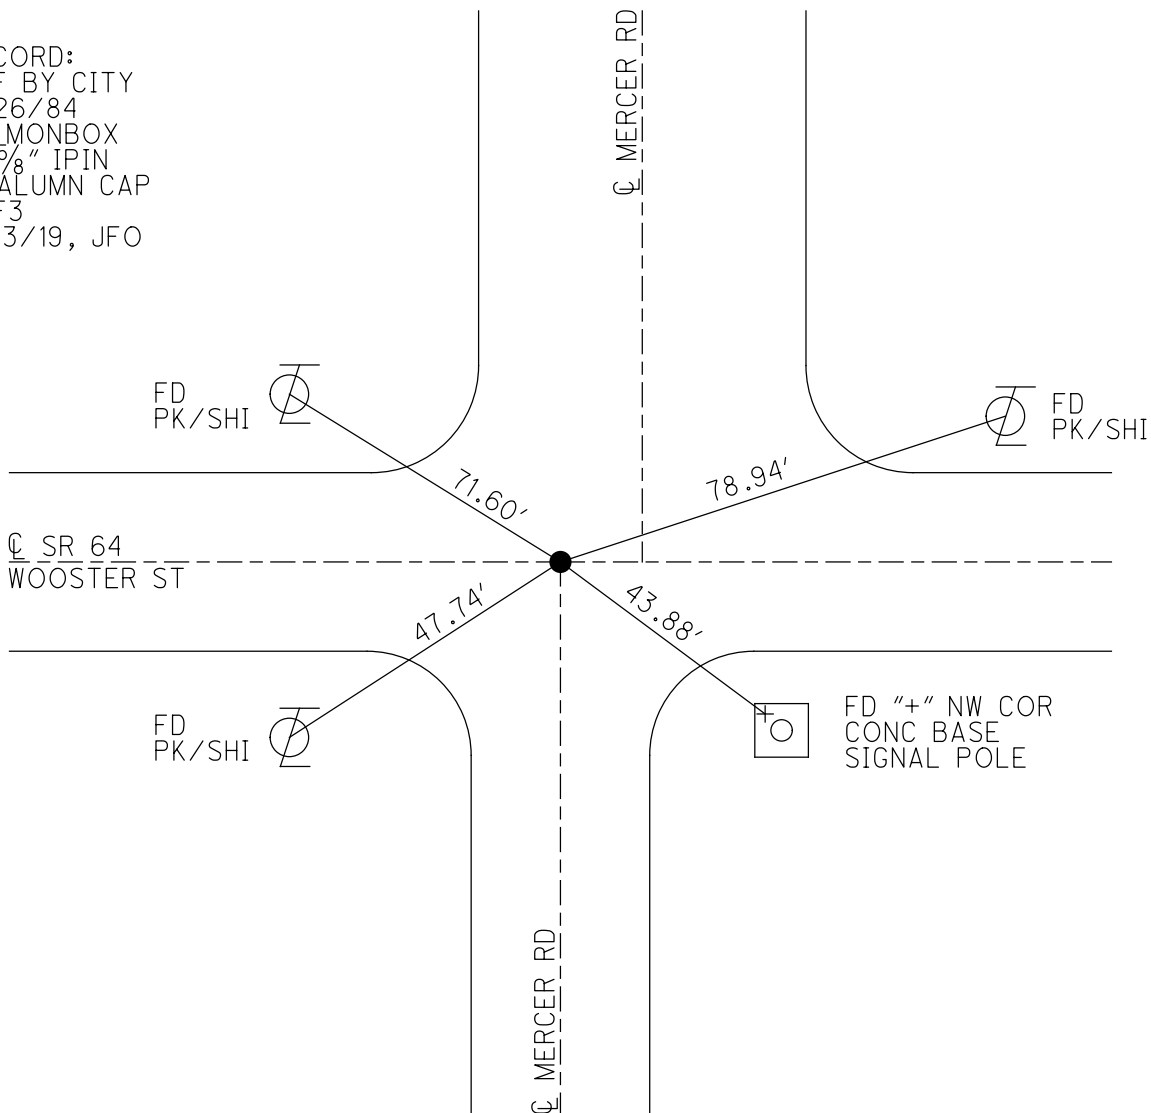 CORD:
F BY CITY
26/84
MONBOX
5/8" IPIN
ALUMN CAP
F3
3/19, JFO
℄ MERCER RD
FD
PK/SHI
FD
PK/SHI
71.60'
78.94'
℄ SR 64
WOOSTER ST
47.74'
43.88'
FD
PK/SHI
FD "+" NW COR
CONC BASE
SIGNAL POLE
℄ MERCER RD